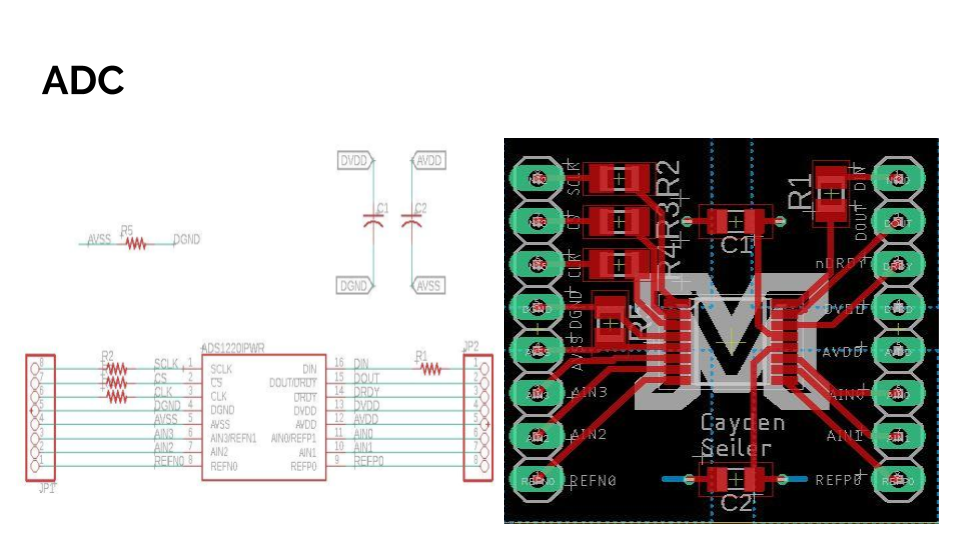 ADC
DVDD AVDD
C1 C2
DGND AVSS
AVSS R5 DGND
ADS1220IPWR
JP1
JP2
R2
R1
8
7
6
5
4
3
2
1
SCLK 1
CS 2
CLK 3
DGND 4
AVSS 5
AIN3 6
AIN2 7
REFN0 8
SCLK
CS
CLK
DGND
AVSS
AIN3/REFN1
AIN2
REFN0
DIN
DOUT/DRDY
DRDY
DVDD
AVDD
AIN0/REFP1
AIN1
REFP0
16 DIN
15 DOUT
14 DRDY
13 DVDD
12 AVDD
11 AIN0
10 AIN1
9 REFP0
1
2
3
4
5
6
7
8
SCLK
CS
CLK
DGND
AVSS
AIN3
AIN2
REFN0
R2
R3
R4
R5
R1
C1
DIN
DOUT
nDRDY
DVDD
AVDD
AIN0
AIN1
REFP0
Cayden
Seiler
C2